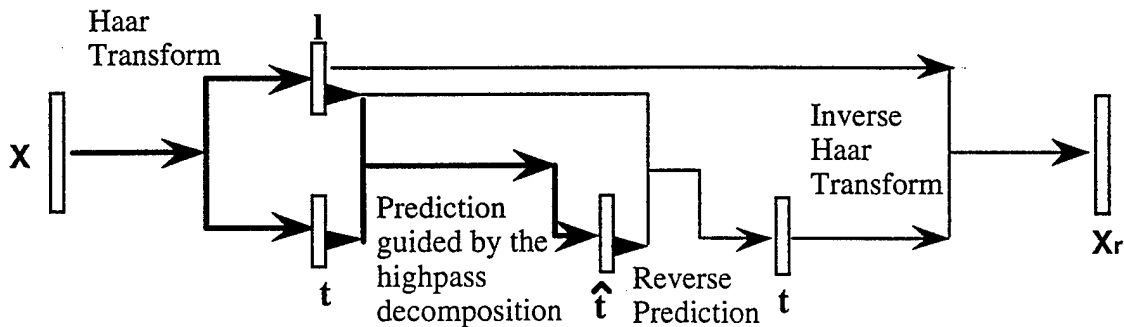 Haar
Transform
l
X
t
Prediction
guided by the
highpass
decomposition
t̂
Reverse
Prediction
t
Inverse
Haar
Transform
Xr